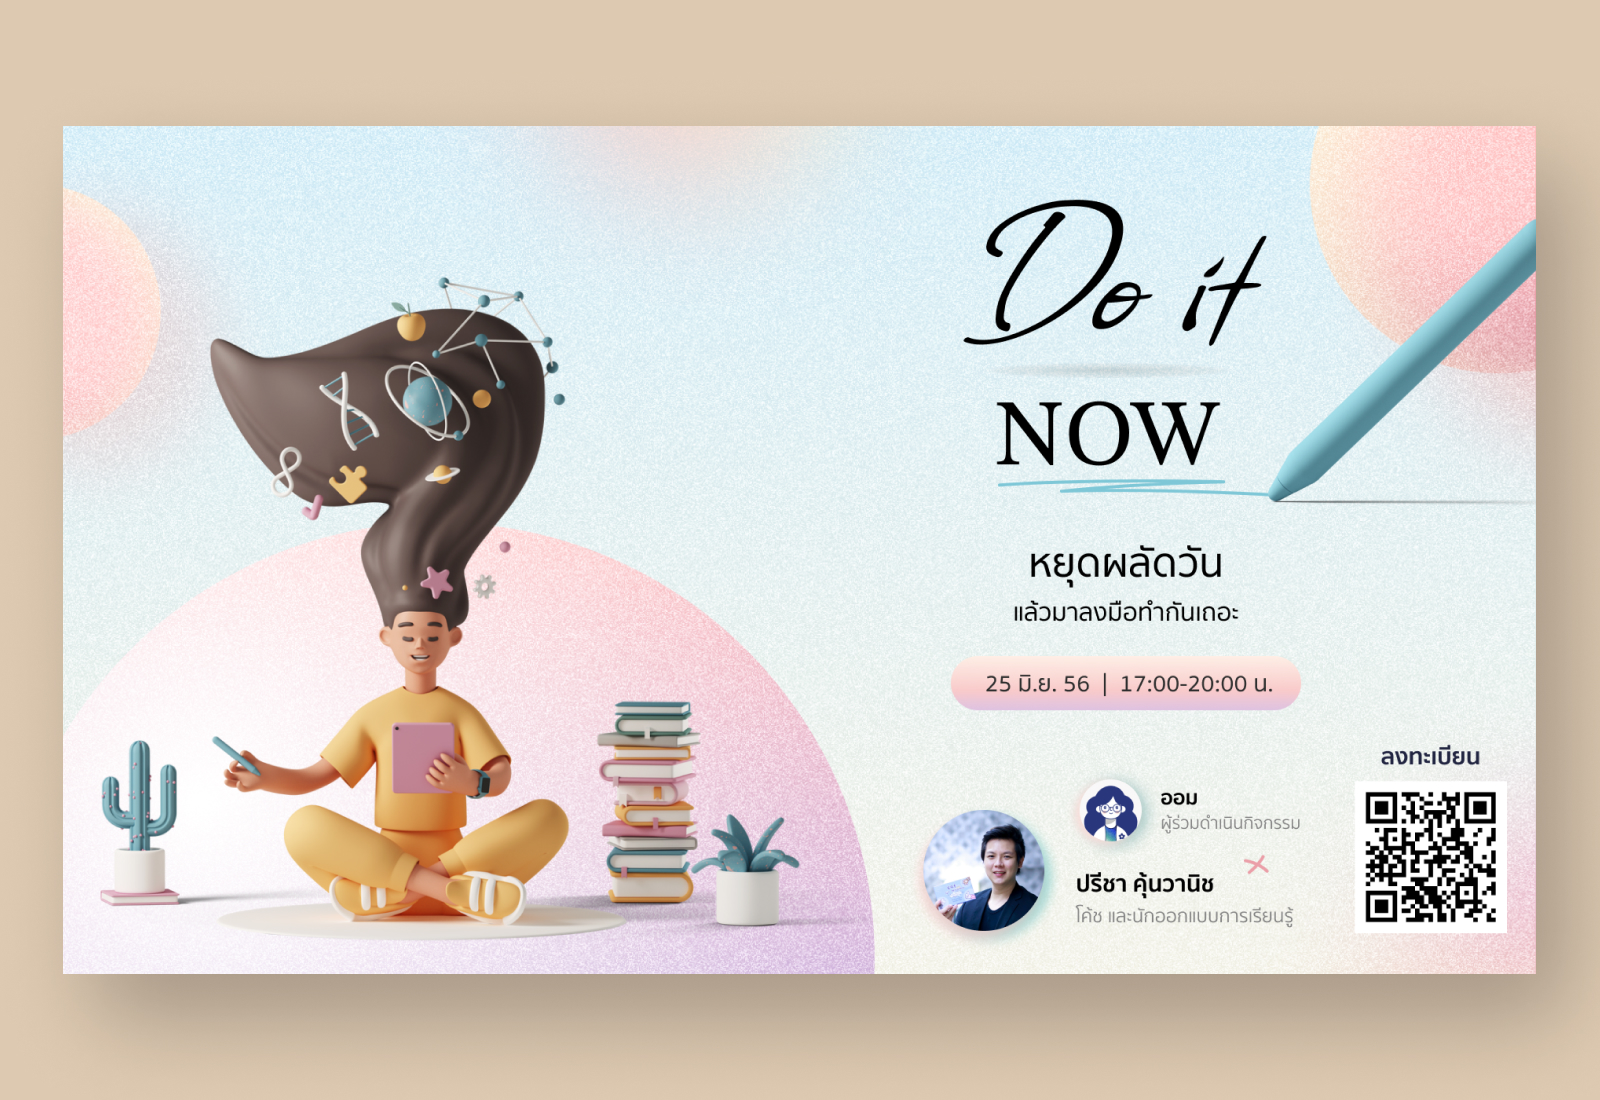 Do it
NOW
หยุดผลัดวัน
แล้วมาลงมือทำกันเถอะ
25 มิ.ย. 56 | 17:00-20:00 น.
ลงทะเบียน
ออม
ผู้ร่วมดำเนินกิจกรรม
ปรีชา คุ้นวานิช
โค้ช และนักออกแบบการเรียนรู้